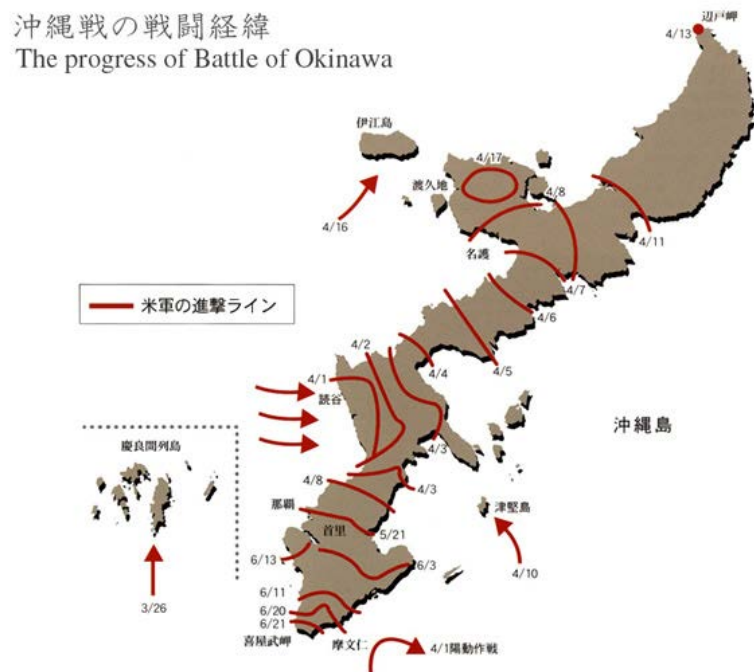 沖縄戦の戦闘経緯
The progress of Battle of Okinawa
辺戸岬
4/13
伊江島
4/17
渡久地
4/8
4/16
4/11
名護
4/7
米軍の進撃ライン
4/6
4/2
4/1
4/4
4/5
読谷
沖縄島
慶良間列島
4/3
4/8
4/3
那覇
津堅島
首里
5/21
6/13
6/3
4/10
3/26
6/11
6/20
6/21
喜屋武岬
摩文仁
4/1陽動作戦